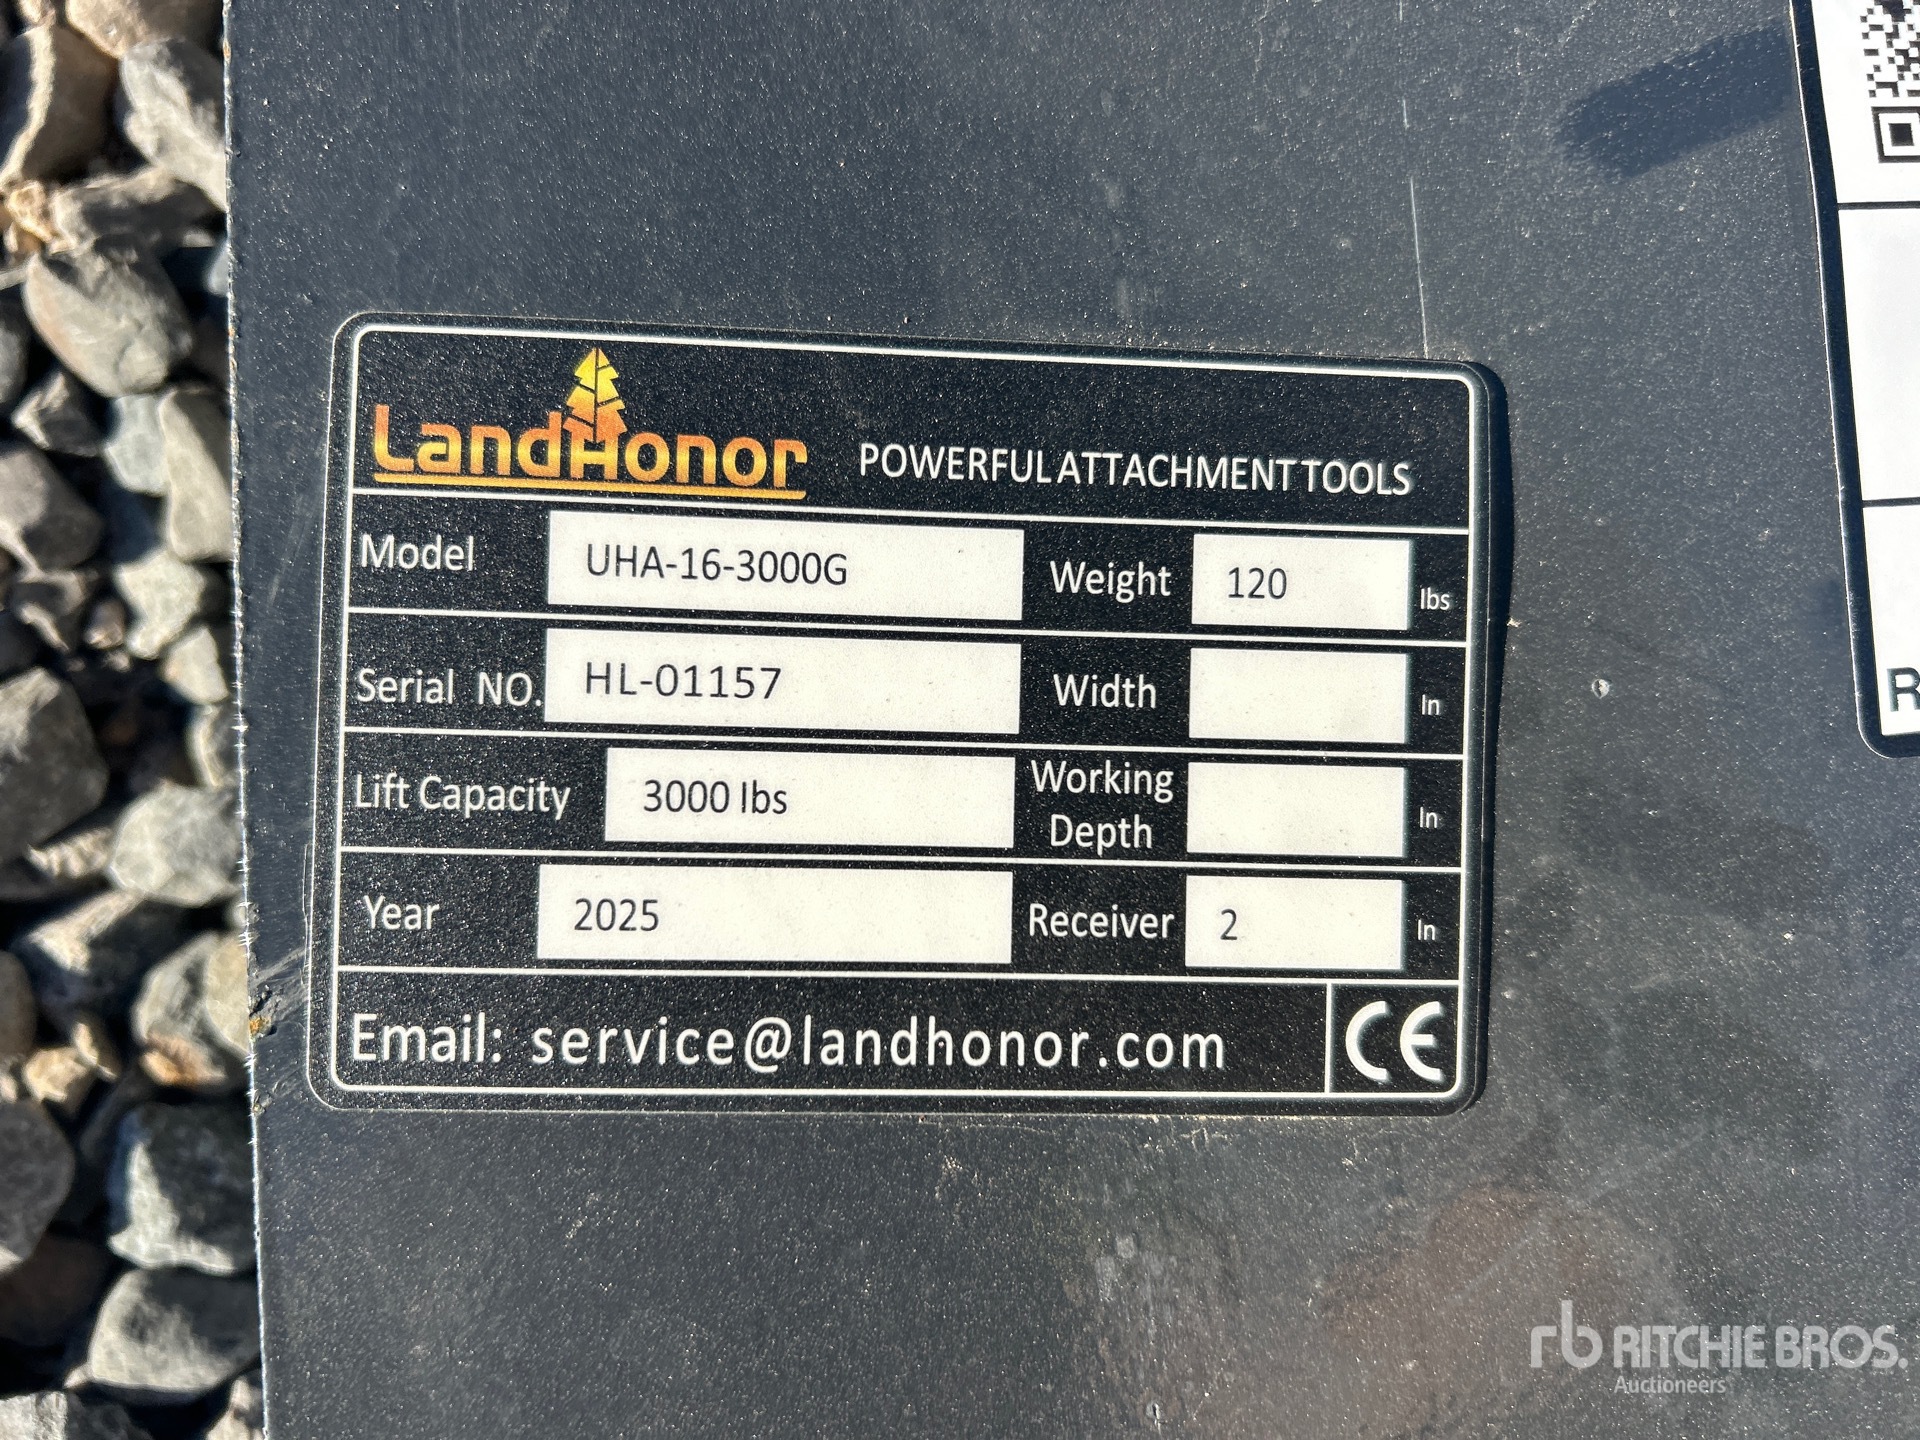 LandHonor POWERFUL ATTACHMENT TOOLS
Model UHA-16-3000G Weight 120 lbs
Serial NO. HL-01157 Width In
Lift Capacity 3000 lbs Working Depth In
Year 2025 Receiver 2 In
Email: service@landhonor.com CE
R
rb RITCHIE BROS.
Auctioneers